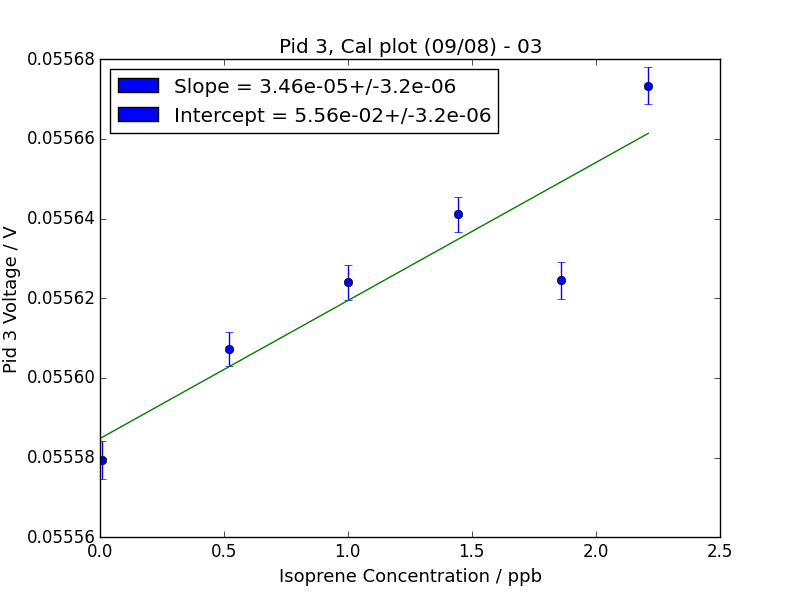 Pid 3, Cal plot (09/08) - 03
Slope = 3.46e-05+/-3.2e-06
Intercept = 5.56e-02+/-3.2e-06
0.05568
0.05566
0.05564
0.05562
0.05560
0.05558
0.05556
Pid 3 Voltage / V
0.0 0.5 1.0 1.5 2.0 2.5
Isoprene Concentration / ppb